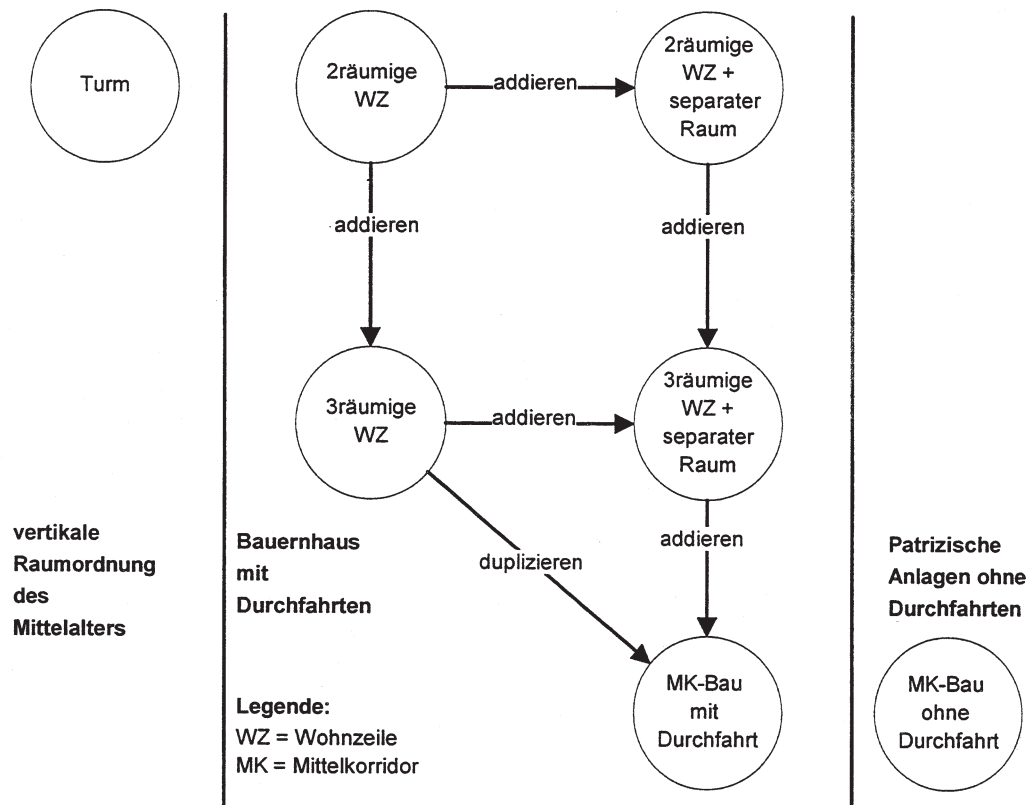 Turm
2räumige
WZ
addieren
2räumige
WZ +
separater
Raum
addieren
addieren
3räumige
WZ
addieren
3räumige
WZ +
separater
Raum
duplizieren
addieren
MK-Bau
mit
Durchfahrt
MK-Bau
ohne
Durchfahrt
vertikale
Raumordnung
des
Mittelalters
Bauernhaus
mit
Durchfahrten
Patrizische
Anlagen ohne
Durchfahrten
Legende:
WZ = Wohnzeile
MK = Mittelkorridor